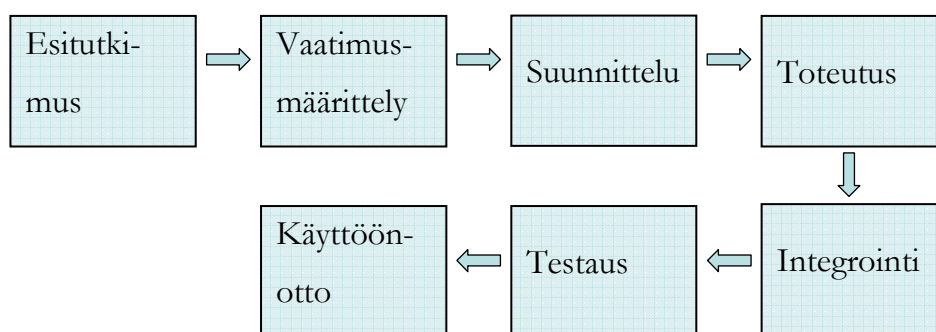 Esitutki-
mus
Vaatimus-
määrittely
Suunnittelu
Toteutus
Integrointi
Testaus
Käyttöön-
otto